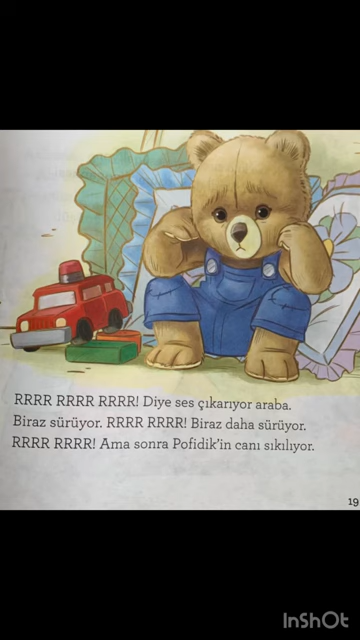 RRRR RRRR RRRR! Diye ses çıkarıyor araba.
Biraz sürüyor. RRRR RRRR! Biraz daha sürüyor.
RRRR RRRR! Ama sonra Pofidik'in canı sıkılıyor.
19
InShOt